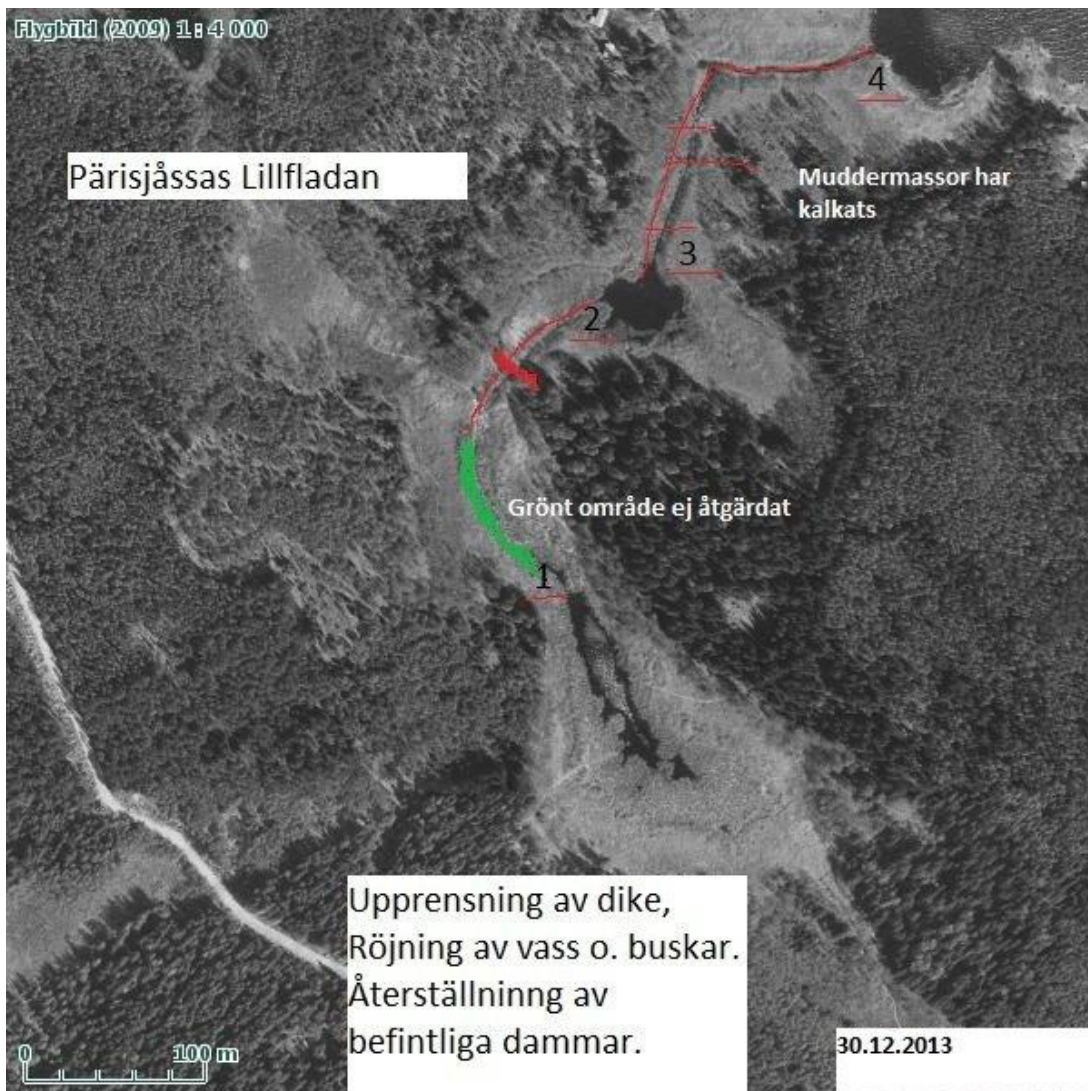 Flygbild (2009) 1:4 000
4
Pärisjåssas Lillfladan
Muddermassor har
kalkats
3
2
Grönt område ej åtgärdat
1
Upprensning av dike,
Röjning av vass o. buskar.
Återställninng av
befintliga dammar.
0 100 m
30.12.2013